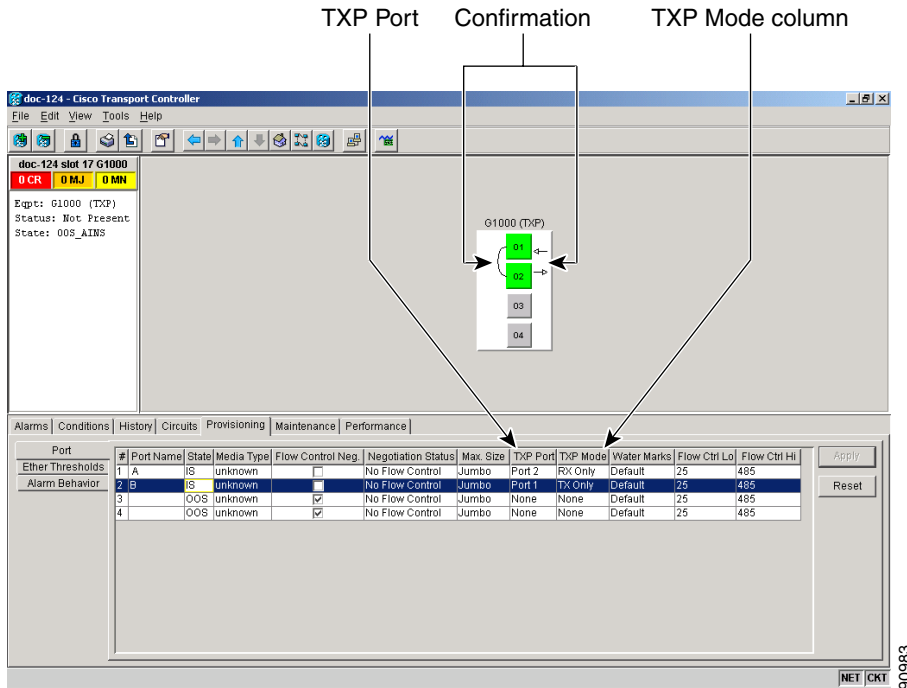 TXP Port Confirmation TXP Mode column
doc-124 - Cisco Transport Controller
File Edit View Tools Help
doc-124 slot 17 G1000
0 CR 0 MJ 0 MN
Eqpt: G1000 (TXP)
Status: Not Present
State: OOS_AINS
G1000 (TXP)
01
02
03
04
Alarms Conditions History Circuits Provisioning Maintenance Performance
Port
Ether Thresholds
Alarm Behavior
# Port Name State Media Type Flow Control Neg. Negotiation Status Max. Size TXP Port TXP Mode Water Marks Flow Ctrl Lo Flow Ctrl Hi
1 A IS unknown No Flow Control Jumbo Port 2 RX Only Default 25 485
2 B IS unknown No Flow Control Jumbo Port 1 TX Only Default 25 485
3 OOS unknown No Flow Control Jumbo None None Default 25 485
4 OOS unknown No Flow Control Jumbo None None Default 25 485
Apply
Reset
NET CKT
90983